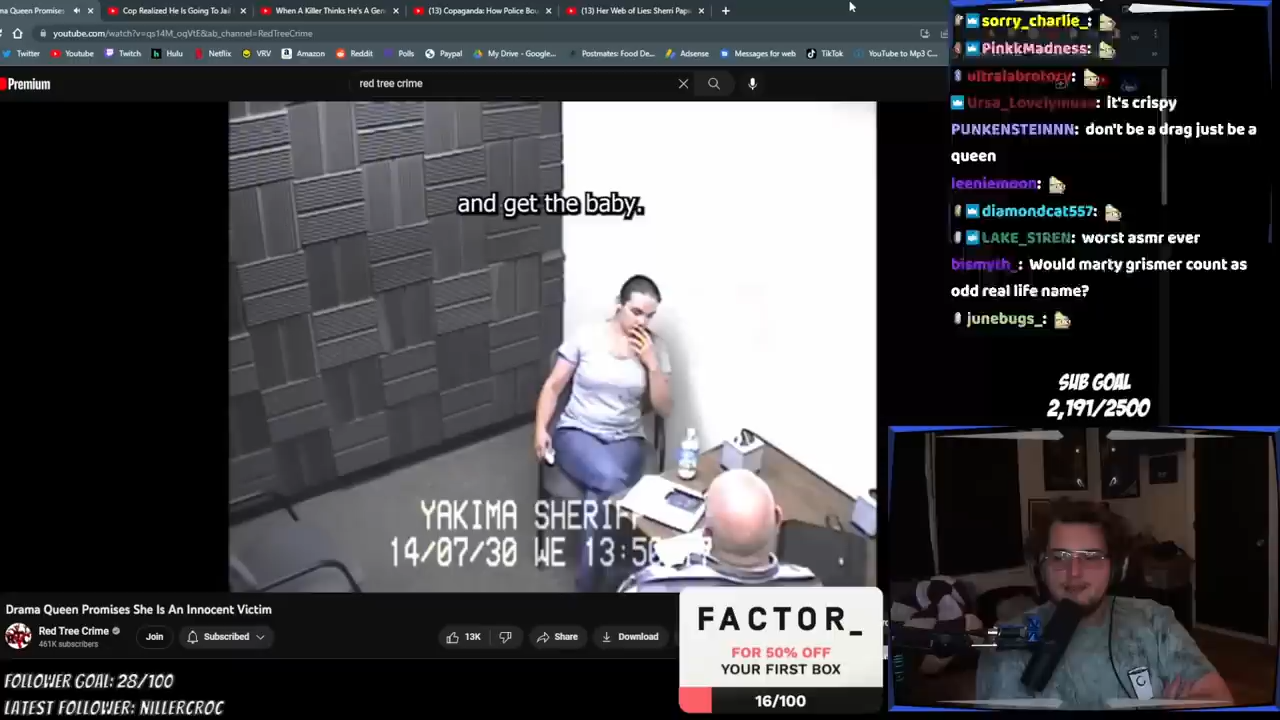 ma Queen Promises
Cop Realized He Is Going To Jail
When A Killer Thinks He's A Gen
(13) Copaganda: How Police Bou
(13) Her Web of Lies: Sherri Pap
youtube.com/watch?v=qs14M_oqVtE&ab_channel=RedTreeCrime
Twitter
Youtube
Twitch
Hulu
Netflix
VRV
Amazon
Reddit
Polls
Paypal
My Drive - Google...
Postmates: Food De...
Adsense
Messages for web
TikTok
YouTube to Mp3 C...
Premium
red tree crime
and get the baby.
YAKIMA SHERIFF
14/07/30 WE 13:5
Drama Queen Promises She Is An Innocent Victim
Red Tree Crime
461K subscribers
Join
Subscribed
13K
Share
Download
FACTOR_
FOR 50% OFF
YOUR FIRST BOX
16/100
FOLLOWER GOAL: 28/100
LATEST FOLLOWER: NILLERCROC
sorry_charlie_:
PinkkMadness:
ultralabrotory:
Ursa_Lovelymuse: it's crispy
PUNKENSTEINNN: don't be a drag just be a
queen
leeniemoon:
diamondcat557:
LAKE_S1REN: worst asmr ever
bismyth_: Would marty grismer count as
odd real life name?
junebugs_:
SUB GOAL
2,191/2500